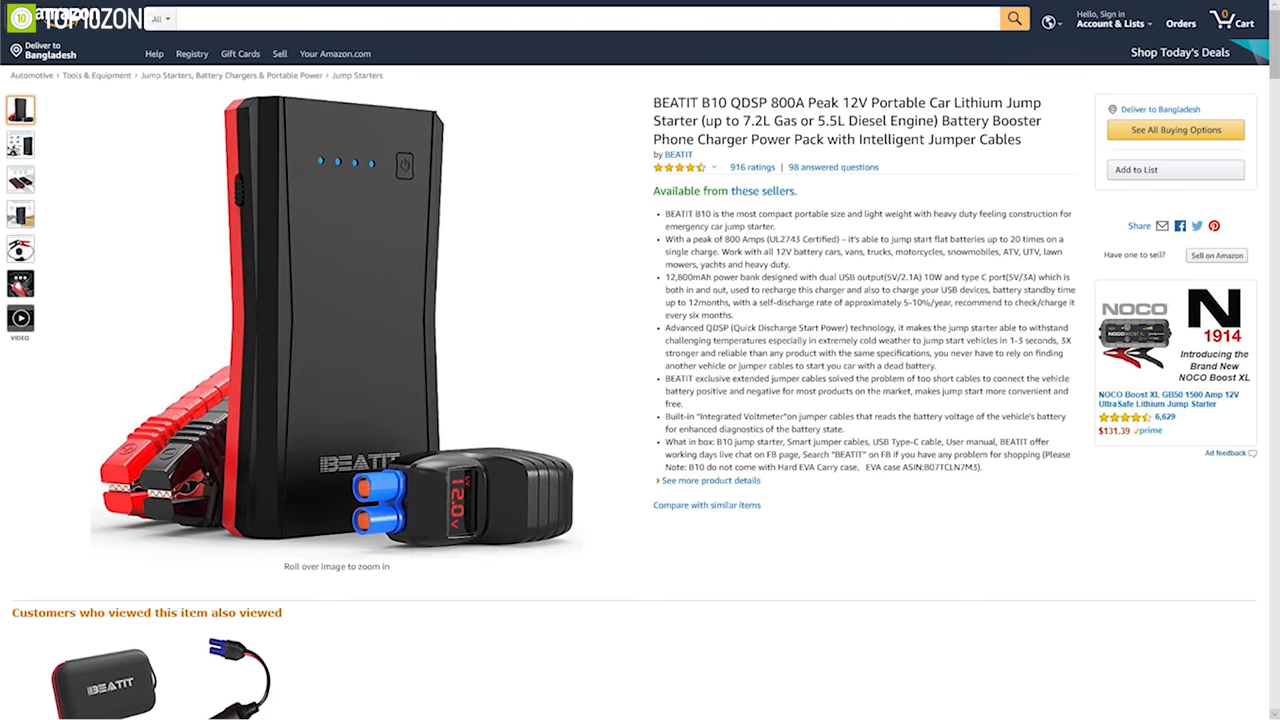 10 TOP10ZONE
All
Hello, Sign in
Account & Lists
Orders
0
Cart
Deliver to
Bangladesh
Help
Registry
Gift Cards
Sell
Your Amazon.com
Shop Today's Deals
Automotive › Tools & Equipment › Jump Starters, Battery Chargers & Portable Power › Jump Starters
VIDEO
BEATIT
12.0 V
Roll over image to zoom in
BEATIT B10 QDSP 800A Peak 12V Portable Car Lithium Jump
Starter (up to 7.2L Gas or 5.5L Diesel Engine) Battery Booster
Phone Charger Power Pack with Intelligent Jumper Cables
by BEATIT
916 ratings | 98 answered questions
Available from these sellers.
• BEATIT B10 is the most compact portable size and light weight with heavy duty feeling construction for
emergency car jump starter.
• With a peak of 800 Amps (UL2743 Certified) – it's able to jump start flat batteries up to 20 times on a
single charge. Work with all 12V battery cars, vans, trucks, motorcycles, snowmobiles, ATV, UTV, lawn
mowers, yachts and heavy duty.
• 12,800mAh power bank designed with dual USB output(5V/2.1A) 10W and type C port(5V/3A) which is
both in and out, used to recharge this charger and also to charge your USB devices, battery standby time
up to 12months, with a self-discharge rate of approximately 5-10%/year, recommend to check/charge it
every six months.
• Advanced QDSP (Quick Discharge Start Power) technology, it makes the jump starter able to withstand
challenging temperatures especially in extremely cold weather to jump start vehicles in 1-3 seconds, 3X
stronger and reliable than any product with the same specifications, you never have to rely on finding
another vehicle or jumper cables to start you car with a dead battery.
• BEATIT exclusive extended jumper cables solved the problem of too short cables to connect the vehicle
battery positive and negative for most products on the market, makes jump start more convenient and
free.
• Built-in “Integrated Voltmeter”on jumper cables that reads the battery voltage of the vehicle's battery
for enhanced diagnostics of the battery state.
• What in box: B10 jump starter, Smart jumper cables, USB Type-C cable, User manual, BEATIT offer
working days live chat on FB page, Search “BEATIT” on FB if you have any problem for shopping (Please
Note: B10 do not come with Hard EVA Carry case, EVA case ASIN:B07TCLN7M3).
› See more product details
Compare with similar items
Deliver to Bangladesh
See All Buying Options
Add to List
Share
Have one to sell?
Sell on Amazon
NOCO
N
1914
Introducing the
Brand New
NOCO Boost XL
NOCO Boost XL GB50 1500 Amp 12V
UltraSafe Lithium Jump Starter
6,629
$131.39 prime
Ad feedback
Customers who viewed this item also viewed
BEATIT